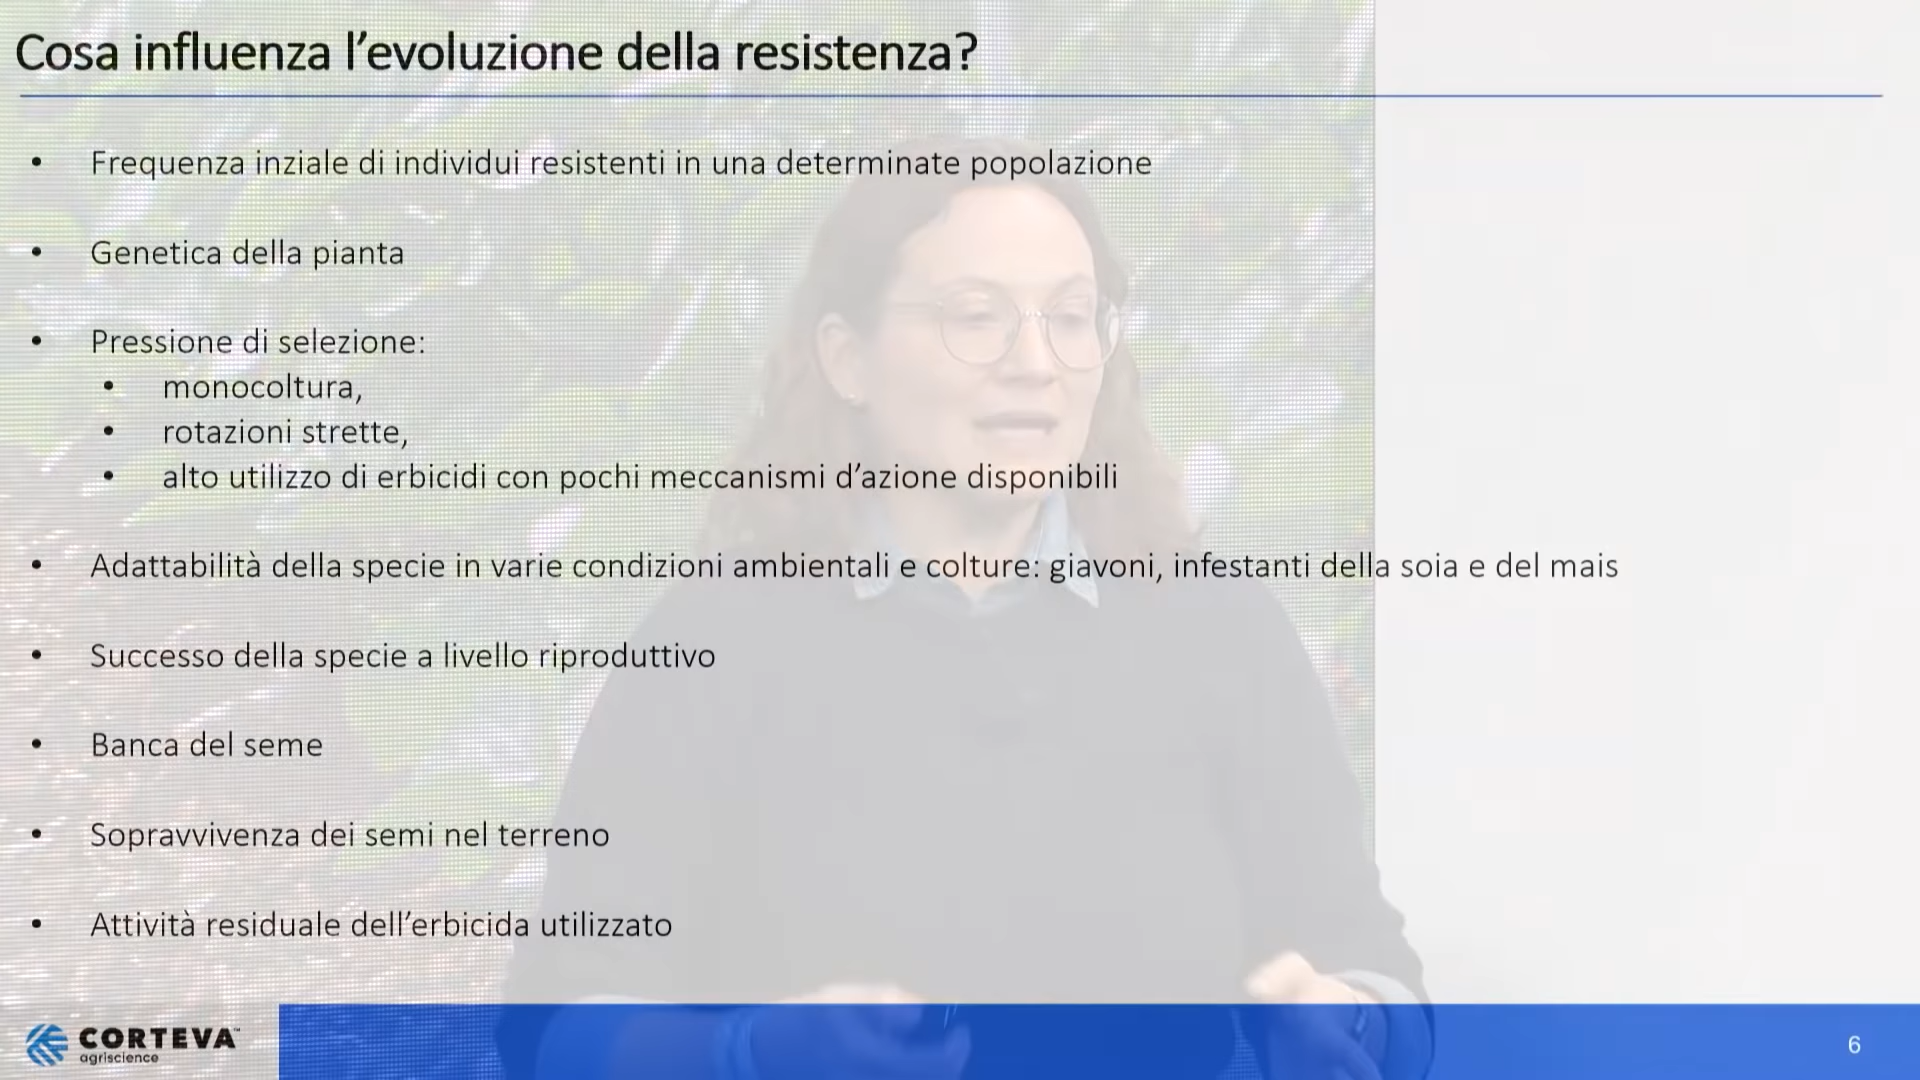 Cosa influenza l’evoluzione della resistenza?
• Frequenza inziale di individui resistenti in una determinate popolazione
• Genetica della pianta
• Pressione di selezione:
• monocoltura,
• rotazioni strette,
• alto utilizzo di erbicidi con pochi meccanismi d’azione disponibili
• Adattabilità della specie in varie condizioni ambientali e colture: giavoni, infestanti della soia e del mais
• Successo della specie a livello riproduttivo
• Banca del seme
• Sopravvivenza dei semi nel terreno
• Attività residuale dell’erbicida utilizzato
CORTEVA™
agriscience
6